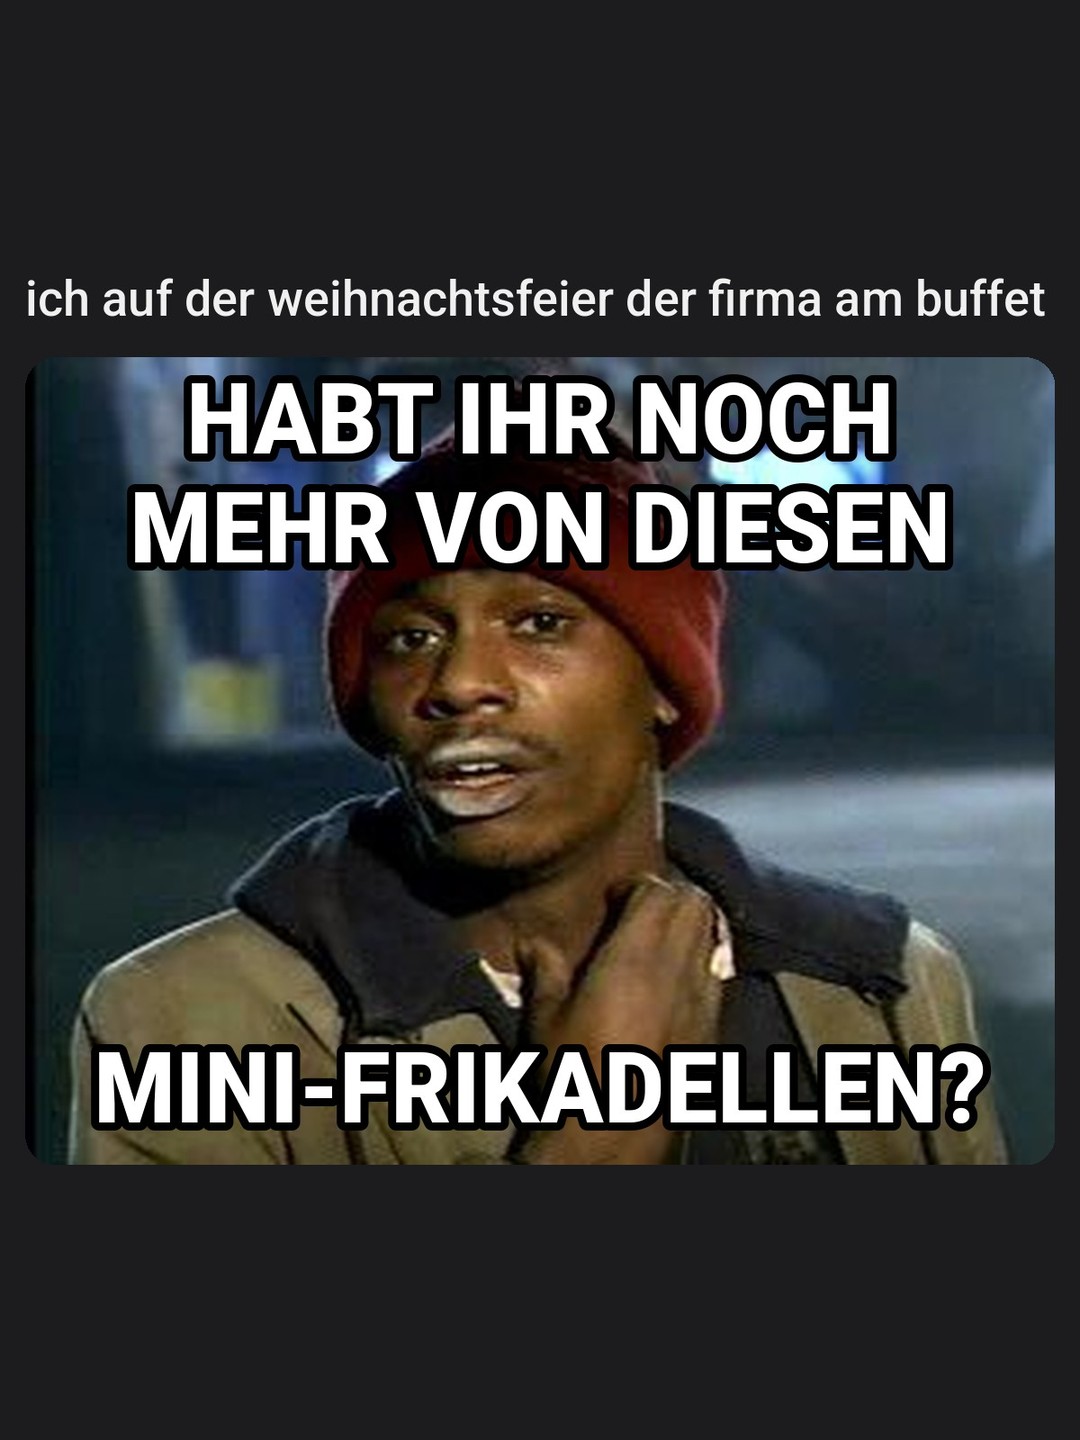 ich auf der weihnachtsfeier der firma am buffet
HABT IHR NOCH
MEHR VON DIESEN
MINI-FRIKADELLEN?